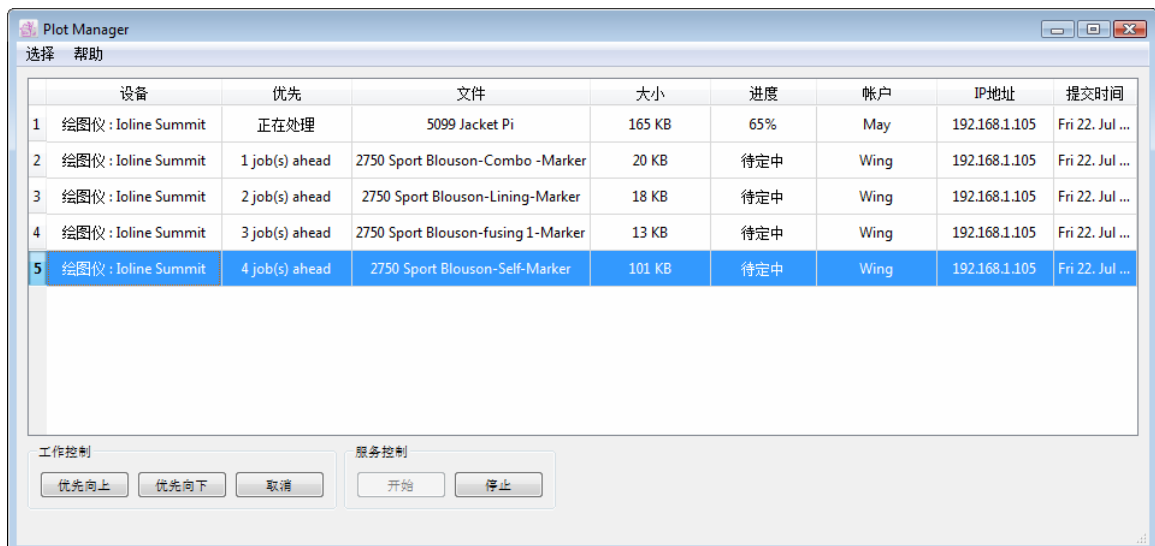 Plot Manager
选择 帮助
设备 优先 文件 大小 进度 帐户 IP地址 提交时间
1 绘图仪 : Ioline Summit 正在处理 5099 Jacket Pi 165 KB 65% May 192.168.1.105 Fri 22. Jul ...
2 绘图仪 : Ioline Summit 1 job(s) ahead 2750 Sport Blouson-Combo -Marker 20 KB 待定中 Wing 192.168.1.105 Fri 22. Jul ...
3 绘图仪 : Ioline Summit 2 job(s) ahead 2750 Sport Blouson-Lining-Marker 18 KB 待定中 Wing 192.168.1.105 Fri 22. Jul ...
4 绘图仪 : Ioline Summit 3 job(s) ahead 2750 Sport Blouson-fusing 1-Marker 13 KB 待定中 Wing 192.168.1.105 Fri 22. Jul ...
5 绘图仪 : Ioline Summit 4 job(s) ahead 2750 Sport Blouson-Self-Marker 101 KB 待定中 Wing 192.168.1.105 Fri 22. Jul ...
工作控制 服务控制
优先向上 优先向下 取消 开始 停止